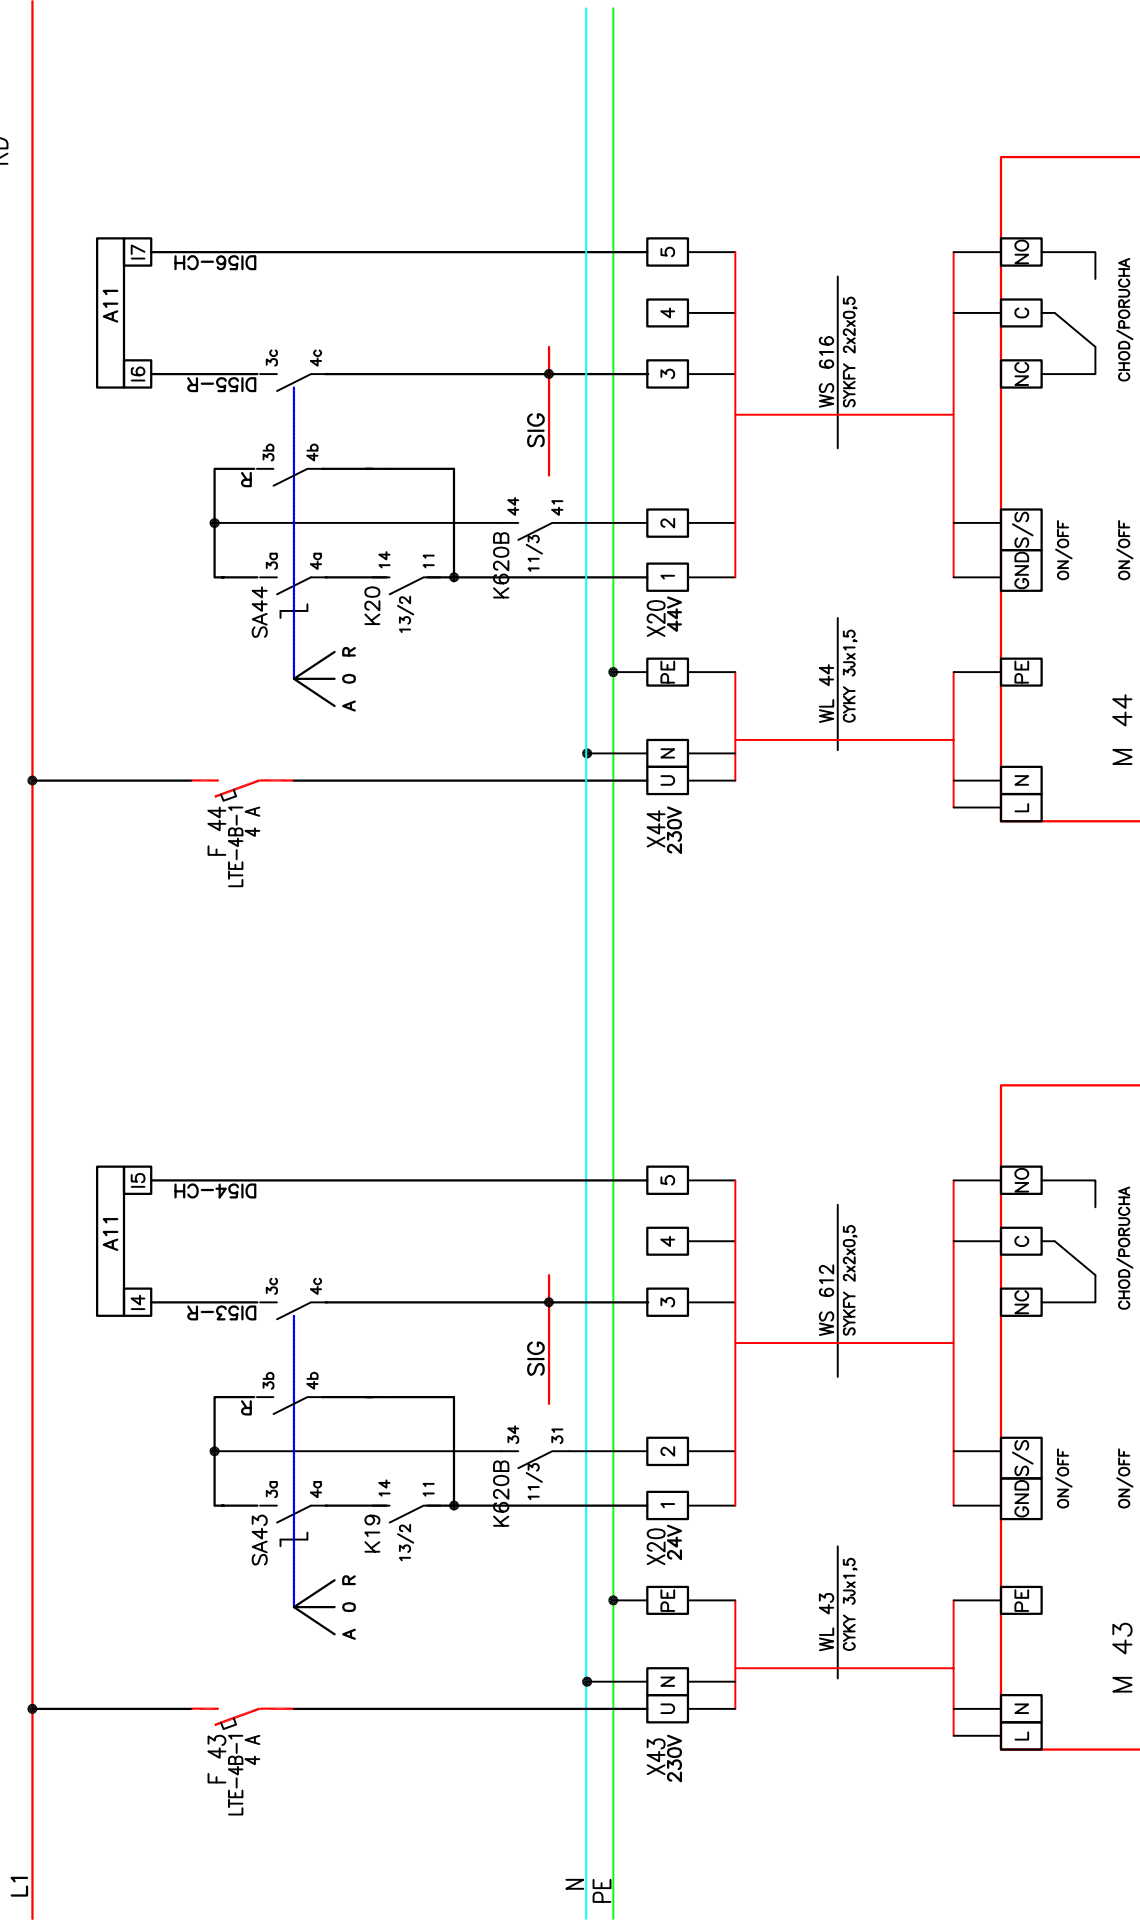 L1
N
PE
F 43
LTE-4B-1
4 A
A O R
SA43
3a
4a
R
3b
4b
K19
13/2
14
11
A11
I4
I5
DI53-R
DI54-CH
3c
4c
K620B
11/3
34
31
SIG
X43
230V
U
N
PE
X20
24V
1
2
3
4
5
WL 43
CYKY 3Jx1,5
WS 612
SYKFY 2x2x0,5
L
N
PE
GND
S/S
NC
C
NO
ON/OFF
CHOD/PORUCHA
ON/OFF
M 43
F 44
LTE-4B-1
4 A
A O R
SA44
3a
4a
R
3b
4b
K20
13/2
14
11
A11
I6
I7
DI55-R
DI56-CH
3c
4c
K620B
11/3
44
41
SIG
X44
230V
U
N
PE
X20
44V
1
2
3
4
5
WL 44
CYKY 3Jx1,5
WS 616
SYKFY 2x2x0,5
L
N
PE
GND
S/S
NC
C
NO
ON/OFF
CHOD/PORUCHA
ON/OFF
M 44